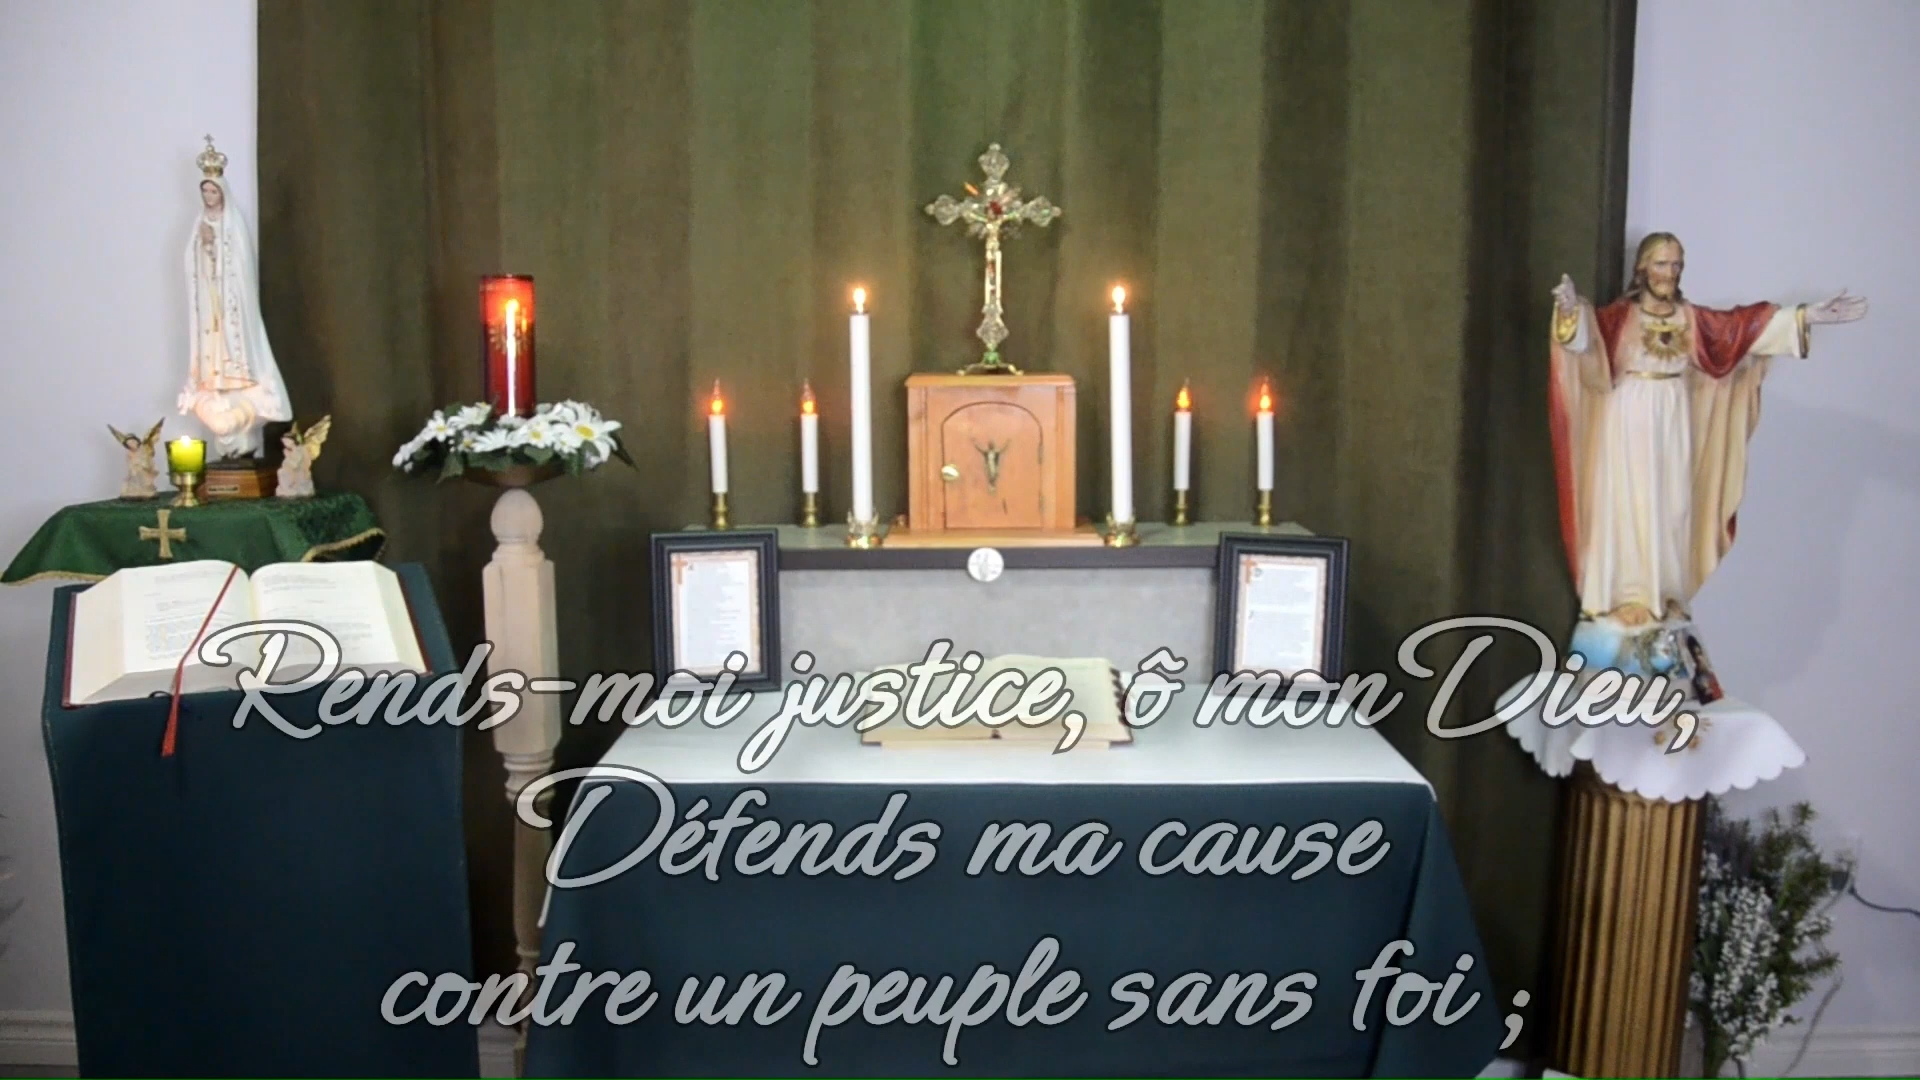 Rends-moi justice, ô mon Dieu,
Défends ma cause
contre un peuple sans foi ;